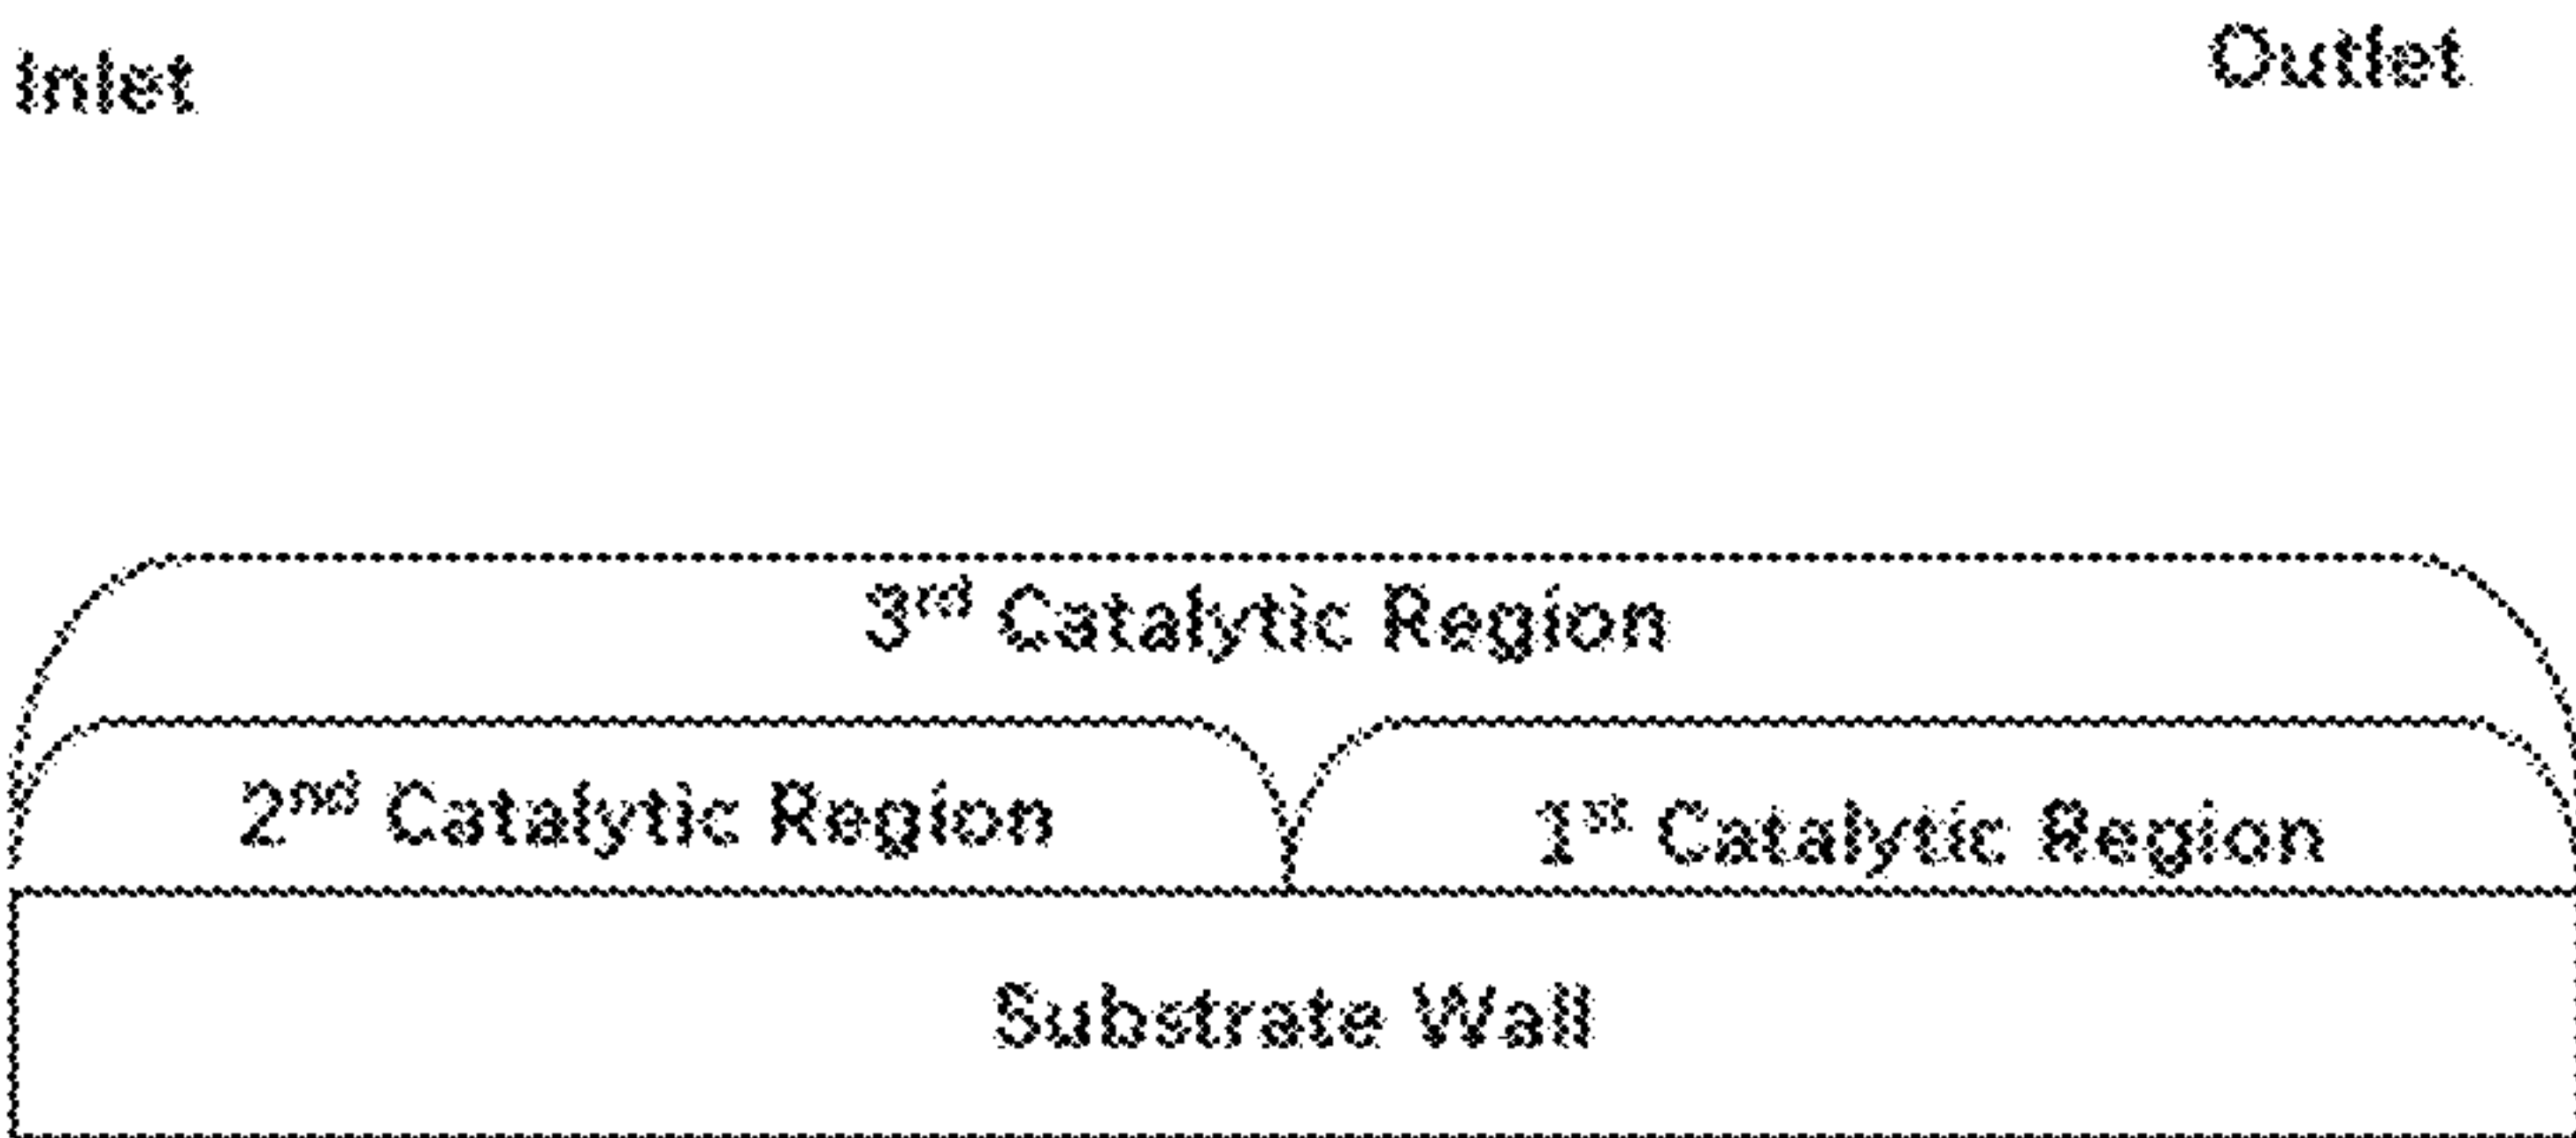 Inlet
Outlet
3rd Catalytic Region
2nd Catalytic Region
1st Catalytic Region
Substrate Wall